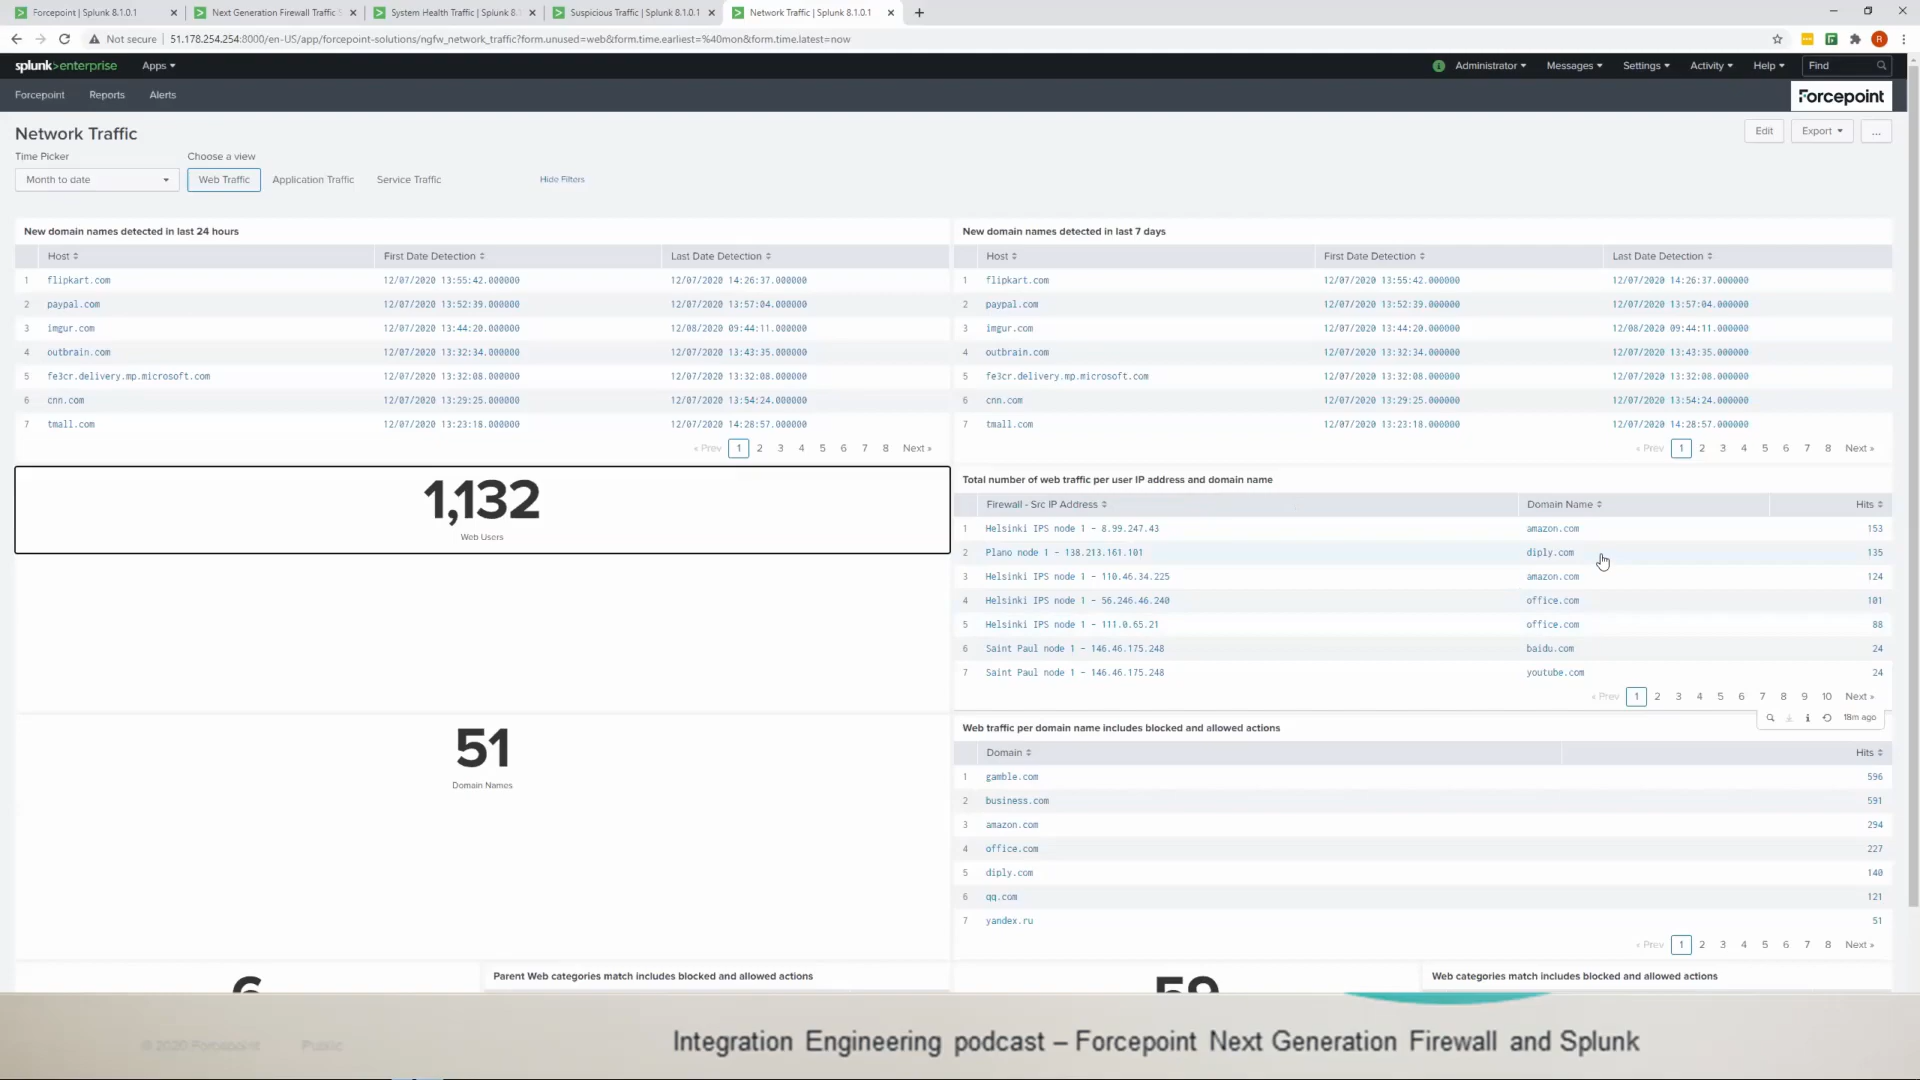 Forcepoint | Splunk 8.1.0.1
Next Generation Firewall Traffic
System Health Traffic | Splunk 8.1
Suspicious Traffic | Splunk 8.1.0.1
Network Traffic | Splunk 8.1.0.1
Not secure
51.178.254.254:8000/en-US/app/forcepoint-solutions/ngfw_network_traffic?form.unused=web&form.time.earliest=%40mon&form.time.latest=now
R
splunk>enterprise Apps
Administrator Messages Settings Activity Help Find
Forcepoint Reports Alerts
Forcepoint
Network Traffic
Edit Export ...
Time Picker Choose a view
Month to date Web Traffic Application Traffic Service Traffic Hide Filters
New domain names detected in last 24 hours
Host First Date Detection Last Date Detection
1 flipkart.com 12/07/2020 13:55:42.000000 12/07/2020 14:26:37.000000
2 paypal.com 12/07/2020 13:52:39.000000 12/07/2020 13:57:04.000000
3 imgur.com 12/07/2020 13:44:20.000000 12/08/2020 09:44:11.000000
4 outbrain.com 12/07/2020 13:32:34.000000 12/07/2020 13:43:35.000000
5 fe3cr.delivery.mp.microsoft.com 12/07/2020 13:32:08.000000 12/07/2020 13:32:08.000000
6 cnn.com 12/07/2020 13:29:25.000000 12/07/2020 13:54:24.000000
7 tmall.com 12/07/2020 13:23:18.000000 12/07/2020 14:28:57.000000
« Prev 1 2 3 4 5 6 7 8 Next »
New domain names detected in last 7 days
Host First Date Detection Last Date Detection
1 flipkart.com 12/07/2020 13:55:42.000000 12/07/2020 14:26:37.000000
2 paypal.com 12/07/2020 13:52:39.000000 12/07/2020 13:57:04.000000
3 imgur.com 12/07/2020 13:44:20.000000 12/08/2020 09:44:11.000000
4 outbrain.com 12/07/2020 13:32:34.000000 12/07/2020 13:43:35.000000
5 fe3cr.delivery.mp.microsoft.com 12/07/2020 13:32:08.000000 12/07/2020 13:32:08.000000
6 cnn.com 12/07/2020 13:29:25.000000 12/07/2020 13:54:24.000000
7 tmall.com 12/07/2020 13:23:18.000000 12/07/2020 14:28:57.000000
« Prev 1 2 3 4 5 6 7 8 Next »
1,132
Web Users
Total number of web traffic per user IP address and domain name
Firewall - Src IP Address Domain Name Hits
1 Helsinki IPS node 1 - 8.99.247.43 amazon.com 153
2 Plano node 1 - 138.213.161.101 diply.com 135
3 Helsinki IPS node 1 - 110.46.34.225 amazon.com 124
4 Helsinki IPS node 1 - 56.246.46.240 office.com 101
5 Helsinki IPS node 1 - 111.0.65.21 office.com 88
6 Saint Paul node 1 - 146.46.175.248 baidu.com 24
7 Saint Paul node 1 - 146.46.175.248 youtube.com 24
« Prev 1 2 3 4 5 6 7 8 9 10 Next »
18m ago
51
Domain Names
Web traffic per domain name includes blocked and allowed actions
Domain Hits
1 gamble.com 596
2 business.com 591
3 amazon.com 294
4 office.com 227
5 diply.com 140
6 qq.com 121
7 yandex.ru 51
« Prev 1 2 3 4 5 6 7 8 Next »
6
Parent Web categories match includes blocked and allowed actions
59
Web categories match includes blocked and allowed actions
© 2020 Forcepoint Public
Integration Engineering podcast – Forcepoint Next Generation Firewall and Splunk